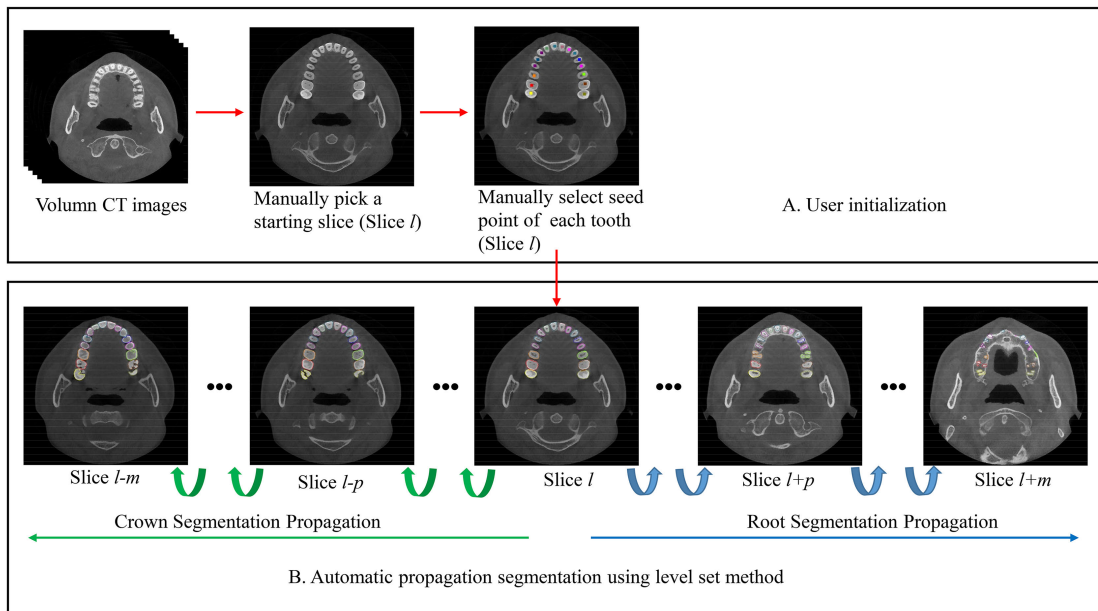 Volumn CT images
Manually pick a
starting slice (Slice l)
Manually select seed
point of each tooth
(Slice l)
A. User initialization
Slice l-m
Slice l-p
Slice l
Slice l+p
Slice l+m
Crown Segmentation Propagation
Root Segmentation Propagation
B. Automatic propagation segmentation using level set method